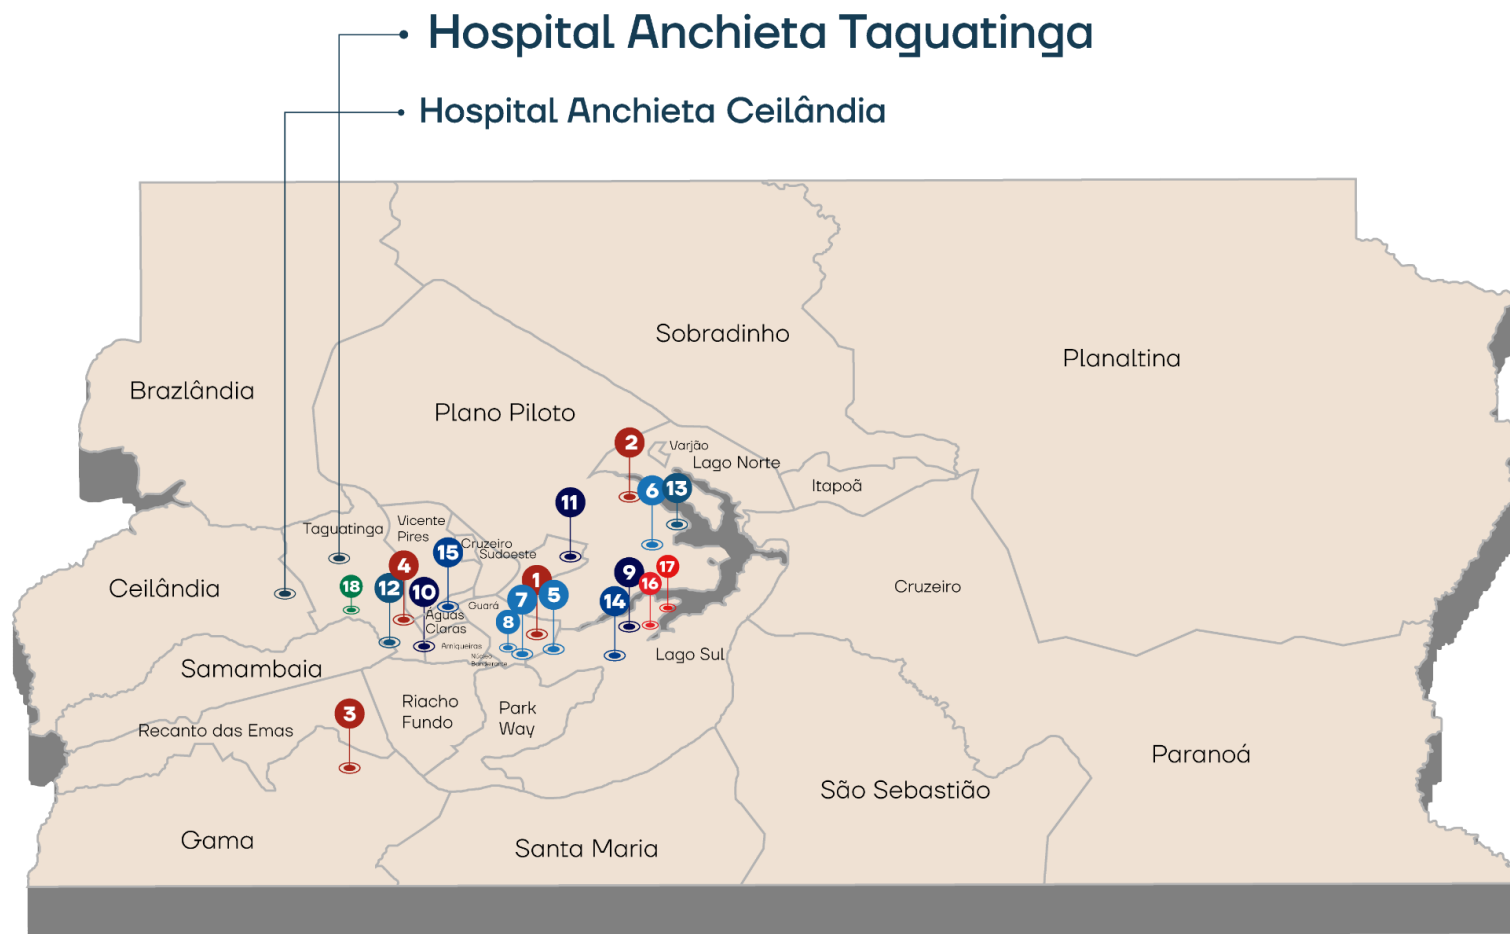 Hospital Anchieta Taguatinga
Hospital Anchieta Ceilândia
Sobradinho
Planaltina
Brazlândia
Plano Piloto
2
Varjão
Lago Norte
6
13
Itapoã
11
Taguatinga
Vicente
Pires
15
Cruzeiro
Sudoeste
4
18
12
10
1
7
5
8
9
17
16
14
Ceilândia
Cruzeiro
Guará
Águas
Claras
Arniqueiras
Núcleo
Bandeirante
Lago Sul
Samambaia
Riacho
Fundo
Park
Way
3
Recanto das Emas
Paranoá
São Sebastião
Gama
Santa Maria